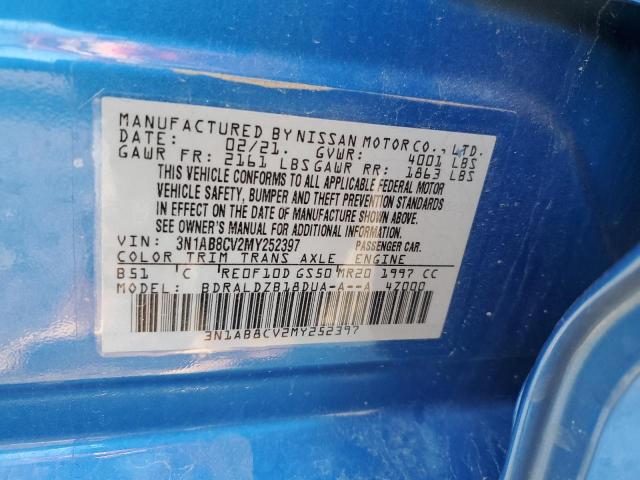 MANUFACTURED BY NISSAN MOTOR CO., LTD.
DATE: 02/21. GVWR: 4001 LBS
GAWR FR: 2161 LBS GAWR RR: 1863 LBS
THIS VEHICLE CONFORMS TO ALL APPLICABLE FEDERAL MOTOR
VEHICLE SAFETY, BUMPER AND THEFT PREVENTION STANDARDS
IN EFFECT ON THE DATE OF MANUFACTURE SHOWN ABOVE.
SEE OWNER'S MANUAL FOR ADDITIONAL INFORMATION.
VIN: 3N1AB8CV2MY252397 PASSENGER CAR.
COLOR TRIM TRANS AXLE ENGINE
B51 C RE0F10D GS50 MR20 1997 CC
MODEL: BDRALDZB18DUA-A--A 4Z000
3N1AB8CV2MY252397